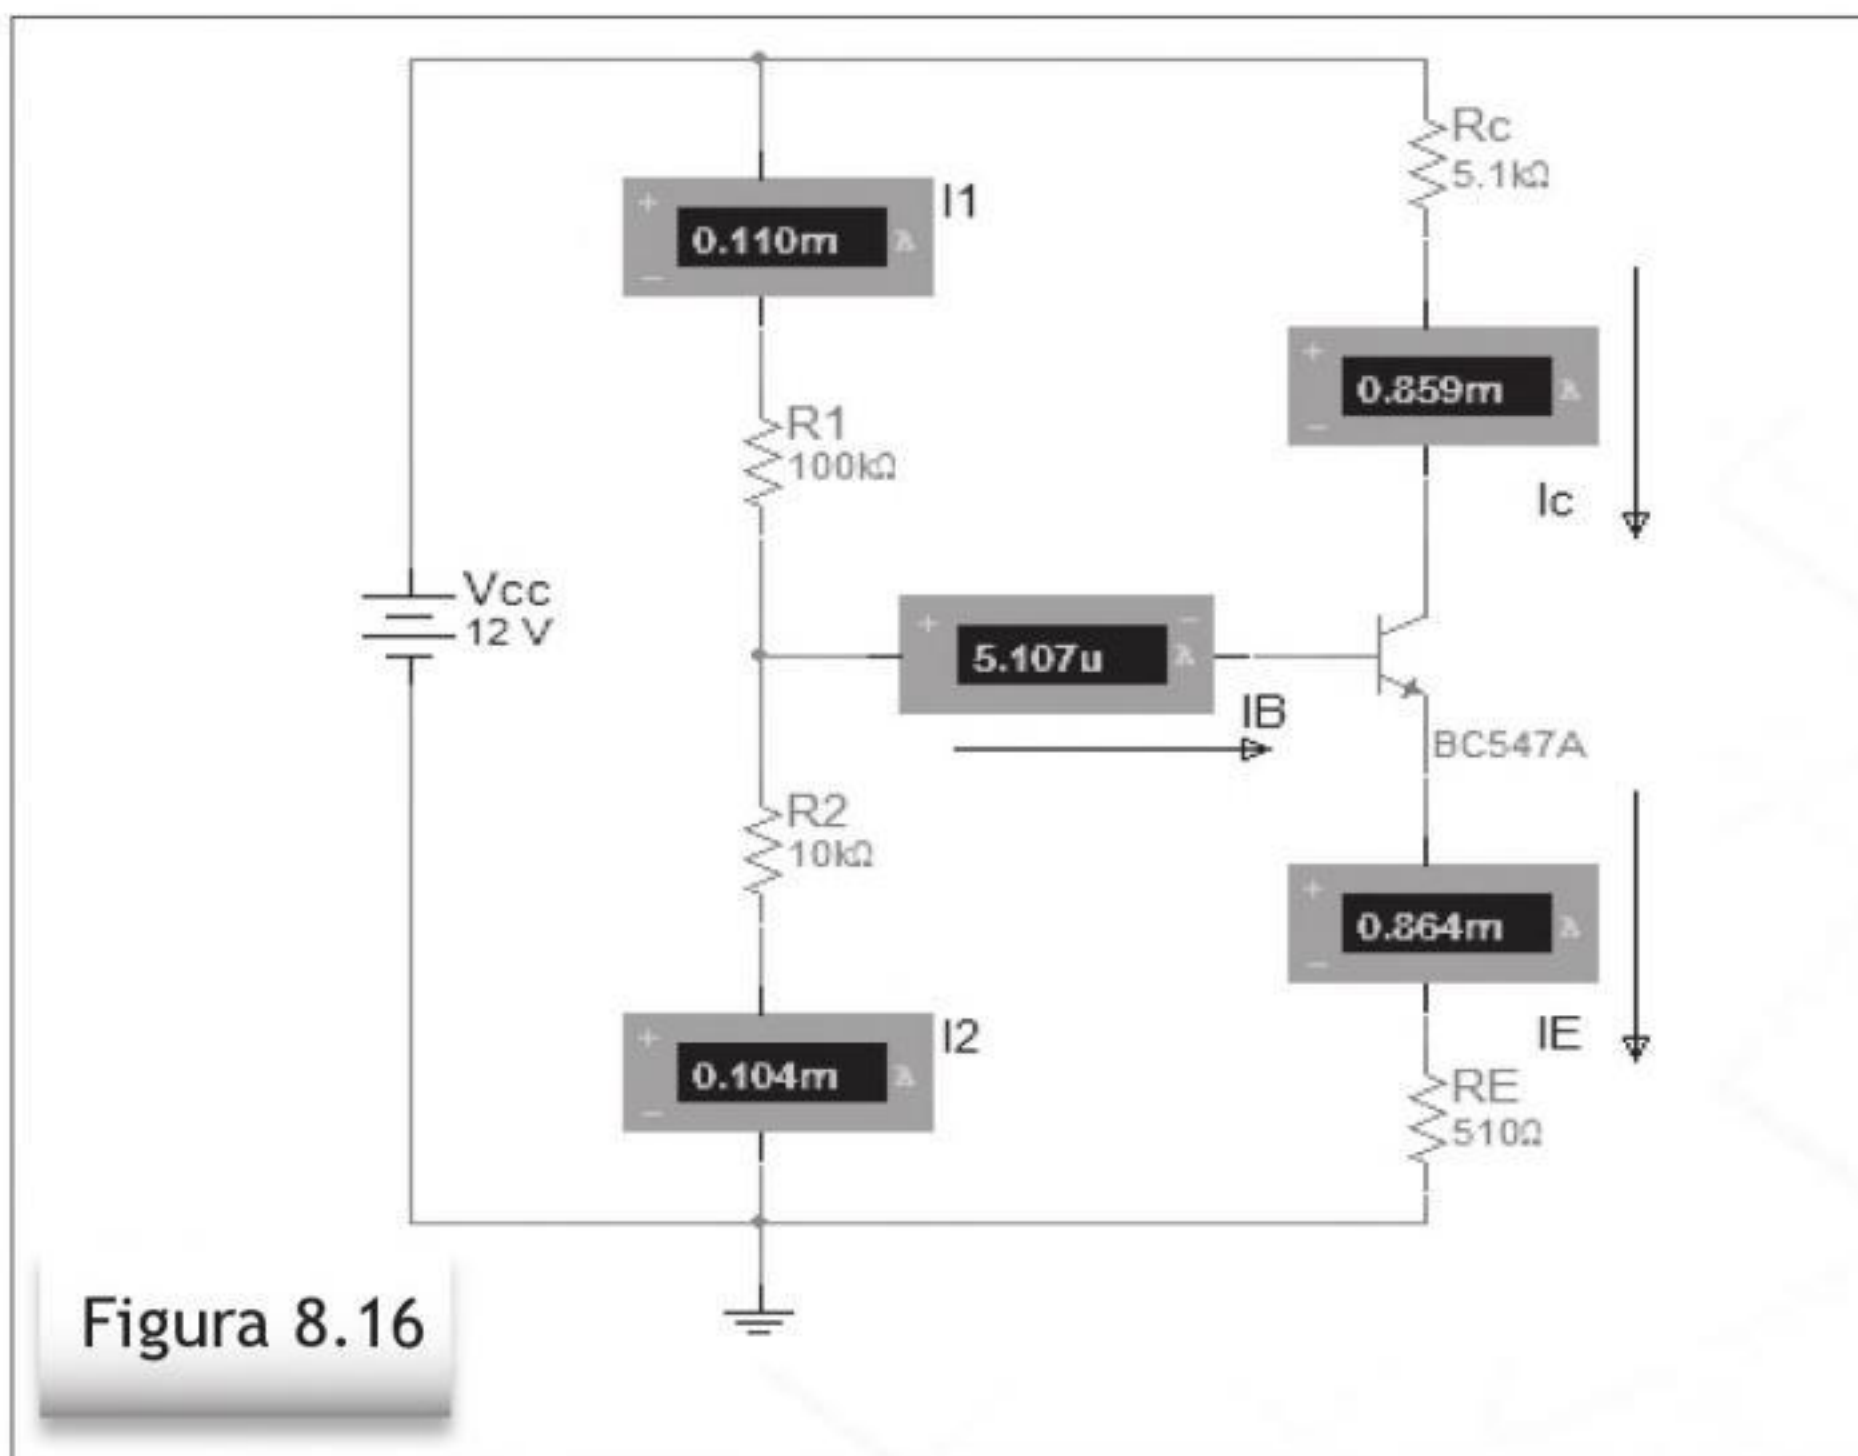 Rc
5.1kΩ
I1
+
0.110m A
−
+
0.859m A
−
R1
100kΩ
Ic
Vcc
12 V
+ −
5.107u A
IB
BC547A
R2
10kΩ
+
0.864m A
−
I2
+
0.104m A
−
IE
RE
510Ω
Figura 8.16